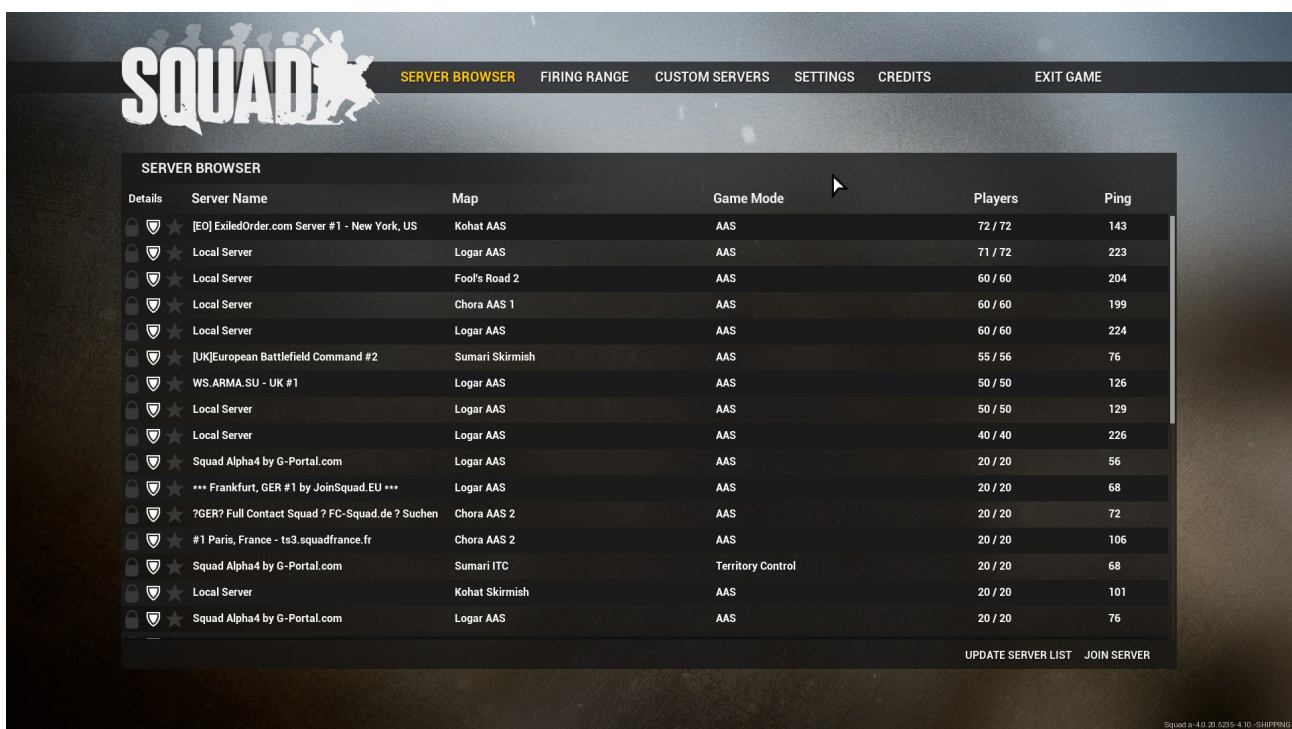 SQUAD
SERVER BROWSER FIRING RANGE CUSTOM SERVERS SETTINGS CREDITS EXIT GAME
SERVER BROWSER
Details Server Name Map Game Mode Players Ping
[EO] ExiledOrder.com Server #1 - New York, US Kohat AAS AAS 72 / 72 143
Local Server Logar AAS AAS 71 / 72 223
Local Server Fool's Road 2 AAS 60 / 60 204
Local Server Chora AAS 1 AAS 60 / 60 199
Local Server Logar AAS AAS 60 / 60 224
[UK]European Battlefield Command #2 Sumari Skirmish AAS 55 / 56 76
WS.ARMA.SU - UK #1 Logar AAS AAS 50 / 50 126
Local Server Logar AAS AAS 50 / 50 129
Local Server Logar AAS AAS 40 / 40 226
Squad Alpha4 by G-Portal.com Logar AAS AAS 20 / 20 56
*** Frankfurt, GER #1 by JoinSquad.EU *** Logar AAS AAS 20 / 20 68
?GER? Full Contact Squad ? FC-Squad.de ? Suchen Chora AAS 2 AAS 20 / 20 72
#1 Paris, France - ts3.squadfrance.fr Chora AAS 2 AAS 20 / 20 106
Squad Alpha4 by G-Portal.com Sumari ITC Territory Control 20 / 20 68
Local Server Kohat Skirmish AAS 20 / 20 101
Squad Alpha4 by G-Portal.com Logar AAS AAS 20 / 20 76
UPDATE SERVER LIST JOIN SERVER
Squad a-4.0.20.5235-4.10.-SHIPPING